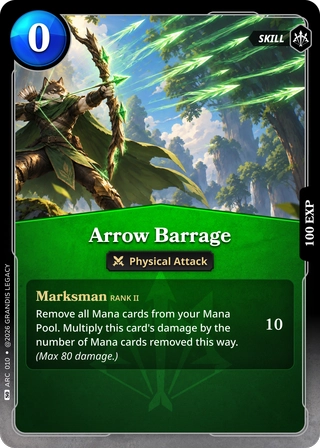 0
SKILL
Arrow Barrage
Physical Attack
Marksman RANK II
Remove all Mana cards from your Mana
Pool. Multiply this card's damage by the
number of Mana cards removed this way.
(Max 80 damage.)
10
100 EXP
ARC 010 • @2026 GRANDIS LEGACY